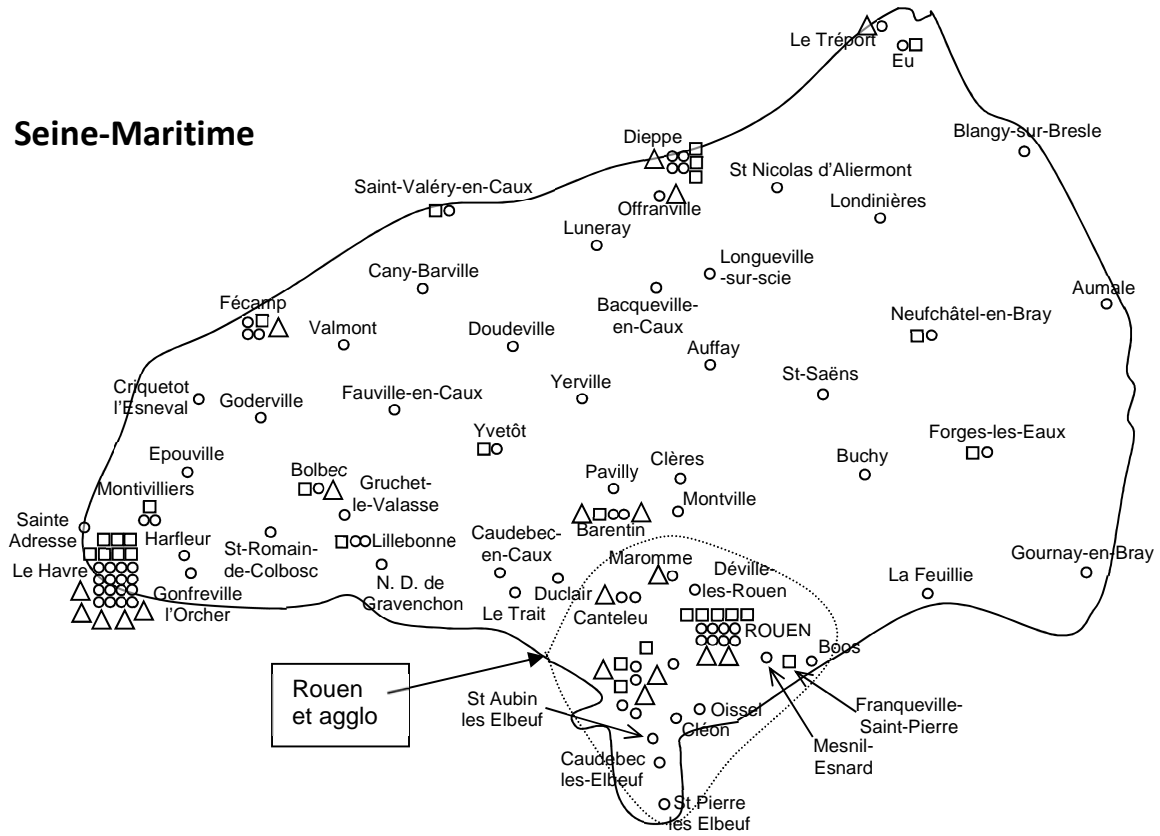 Le Tréport
Eu
Seine-Maritime
Dieppe
Blangy-sur-Bresle
St Nicolas d'Aliermont
Saint-Valéry-en-Caux
Londinières
Offranville
Luneray
Longueville
-sur-scie
Cany-Barville
Aumale
Bacqueville-
en-Caux
Fécamp
Neufchâtel-en-Bray
Valmont
Doudeville
Auffay
St-Saëns
Criquetot
l'Esneval
Goderville
Fauville-en-Caux
Yerville
Yvetôt
Forges-les-Eaux
Epouville
Bolbec
Gruchet-
le-Valasse
Pavilly
Clères
Buchy
Montivilliers
Montville
Barentin
Sainte
Adresse
Harfleur
St-Romain-
de-Colbosc
Lillebonne
Caudebec-
en-Caux
Maromme
Gournay-en-Bray
Le Havre
Gonfreville
l'Orcher
N. D. de
Gravenchon
Le Trait
Duclair
Déville-
les-Rouen
La Feuillie
Canteleu
ROUEN
Boos
Rouen
et agglo
St Aubin
les Elbeuf
Oissel
Cléon
Franqueville-
Saint-Pierre
Mesnil-
Esnard
Caudebec
les-Elbeuf
St Pierre
les Elbeuf